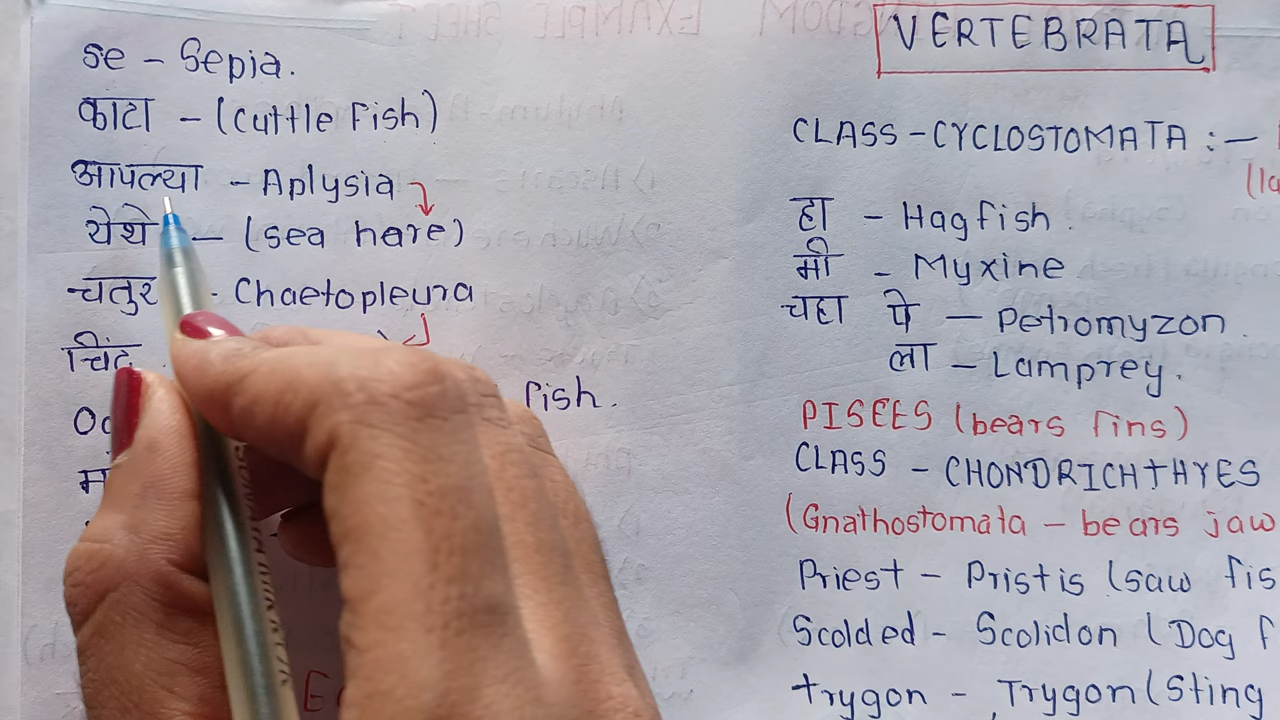 se - Sepia.
काटा - (Cuttle Fish)
आपल्या - Aplysia
येथे - (sea hare)
चतुर - Chaetopleura
चिंट
fish.
VERTEBRATA
CLASS - CYCLOSTOMATA : -
हा - Hagfish.
मी - Myxine
चहा पे - Petromyzon.
ला - Lamprey.
PISEES (bears fins)
CLASS - CHONDRICHTHYES
(Gnathostomata - bears jaw
Priest - Pristis (saw fis
Scolded - Scolidon (Dog f
trygon - Trygon (Sting